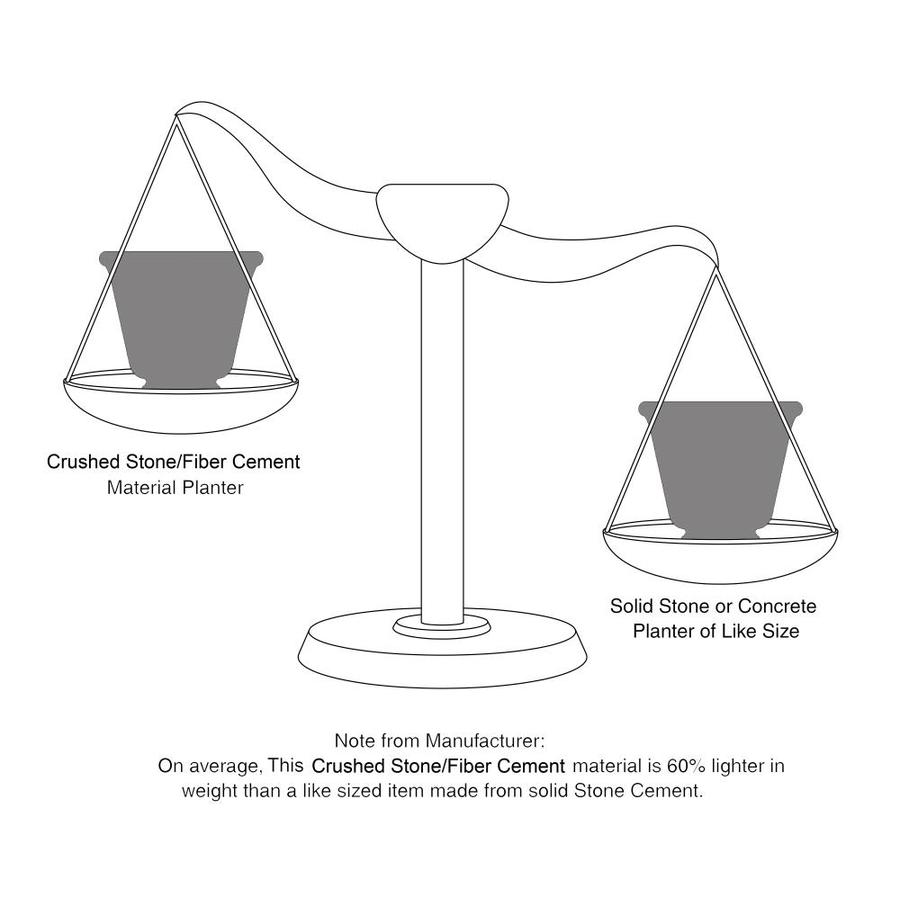 Crushed Stone/Fiber Cement
Material Planter
Solid Stone or Concrete
Planter of Like Size
Note from Manufacturer:
On average, This Crushed Stone/Fiber Cement material is 60% lighter in
weight than a like sized item made from solid Stone Cement.